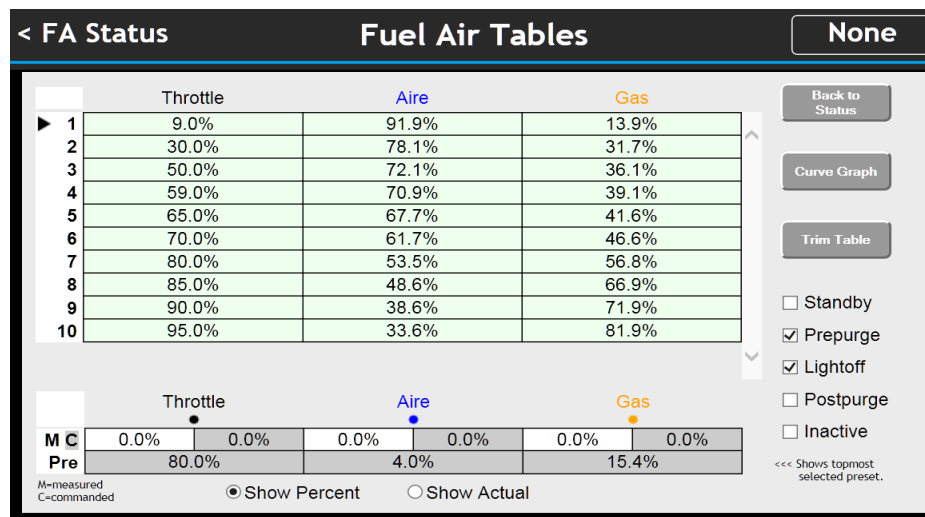 < FA Status Fuel Air Tables None
Throttle Aire Gas
1 9.0% 91.9% 13.9%
2 30.0% 78.1% 31.7%
3 50.0% 72.1% 36.1%
4 59.0% 70.9% 39.1%
5 65.0% 67.7% 41.6%
6 70.0% 61.7% 46.6%
7 80.0% 53.5% 56.8%
8 85.0% 48.6% 66.9%
9 90.0% 38.6% 71.9%
10 95.0% 33.6% 81.9%
Back to
Status
Curve Graph
Trim Table
Standby
Prepurge
Lightoff
Postpurge
Inactive
<<< Shows topmost
selected preset.
Throttle Aire Gas
M C 0.0% 0.0% 0.0% 0.0% 0.0% 0.0%
Pre 80.0% 4.0% 15.4%
M=measured
C=commanded
Show Percent Show Actual